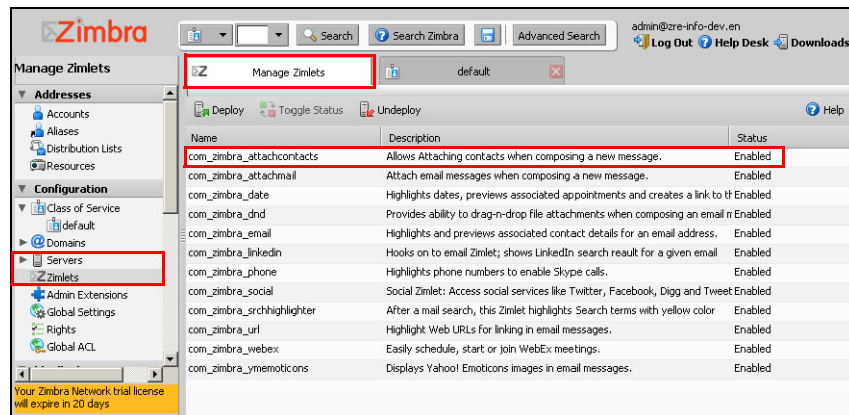 Zimbra
Search
Search Zimbra
Advanced Search
admin@zre-info-dev.en
Log Out
Help Desk
Downloads
Manage Zimlets
Addresses
Accounts
Aliases
Distribution Lists
Resources
Configuration
Class of Service
default
Domains
Servers
Zimlets
Admin Extensions
Global Settings
Rights
Global ACL
Your Zimbra Network trial license
will expire in 20 days
Manage Zimlets
default
Deploy
Toggle Status
Undeploy
Help
Name Description Status
com_zimbra_attachcontacts Allows Attaching contacts when composing a new message. Enabled
com_zimbra_attachmail Attach email messages when composing a new message. Enabled
com_zimbra_date Highlights dates, previews associated appointments and creates a link to th Enabled
com_zimbra_dnd Provides ability to drag-n-drop file attachments when composing an email m Enabled
com_zimbra_email Highlights and previews associated contact details for an email address. Enabled
com_zimbra_linkedin Hooks on to email Zimlet; shows LinkedIn search reault for a given email Enabled
com_zimbra_phone Highlights phone numbers to enable Skype calls. Enabled
com_zimbra_social Social Zimlet: Access social services like Twitter, Facebook, Digg and Tweet Enabled
com_zimbra_srchhighlighter After a mail search, this Zimlet highlights Search terms with yellow color Enabled
com_zimbra_url Highlight Web URLs for linking in email messages. Enabled
com_zimbra_webex Easily schedule, start or join WebEx meetings. Enabled
com_zimbra_ymemoticons Displays Yahoo! Emoticons images in email messages. Enabled